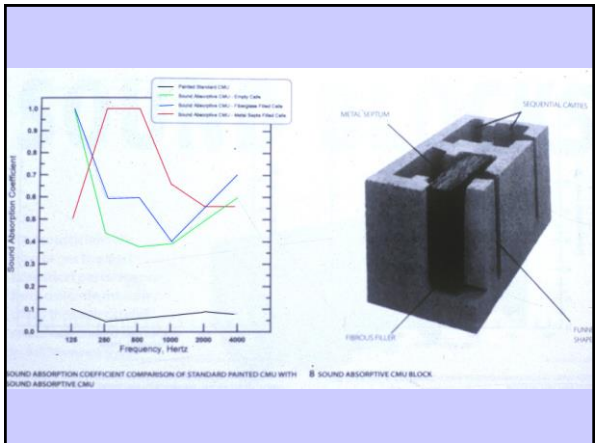 Painted Standard CMU
Sound Absorptive CMU - Empty Cells
Sound Absorptive CMU - Fiberglass Filled Cells
Sound Absorptive CMU - Metal Septa Filled Cells
Sound Absorption Coefficient
1.0
0.9
0.8
0.7
0.6
0.5
0.4
0.3
0.2
0.1
0.0
125 250 500 1000 2000 4000
Frequency, Hertz
SOUND ABSORPTION COEFFICIENT COMPARISON OF STANDARD PAINTED CMU WITH
SOUND ABSORPTIVE CMU
METAL SEPTUM
SEQUENTIAL CAVITIES
FIBROUS FILLER
FUNN
SHAPE
B SOUND ABSORPTIVE CMU BLOCK